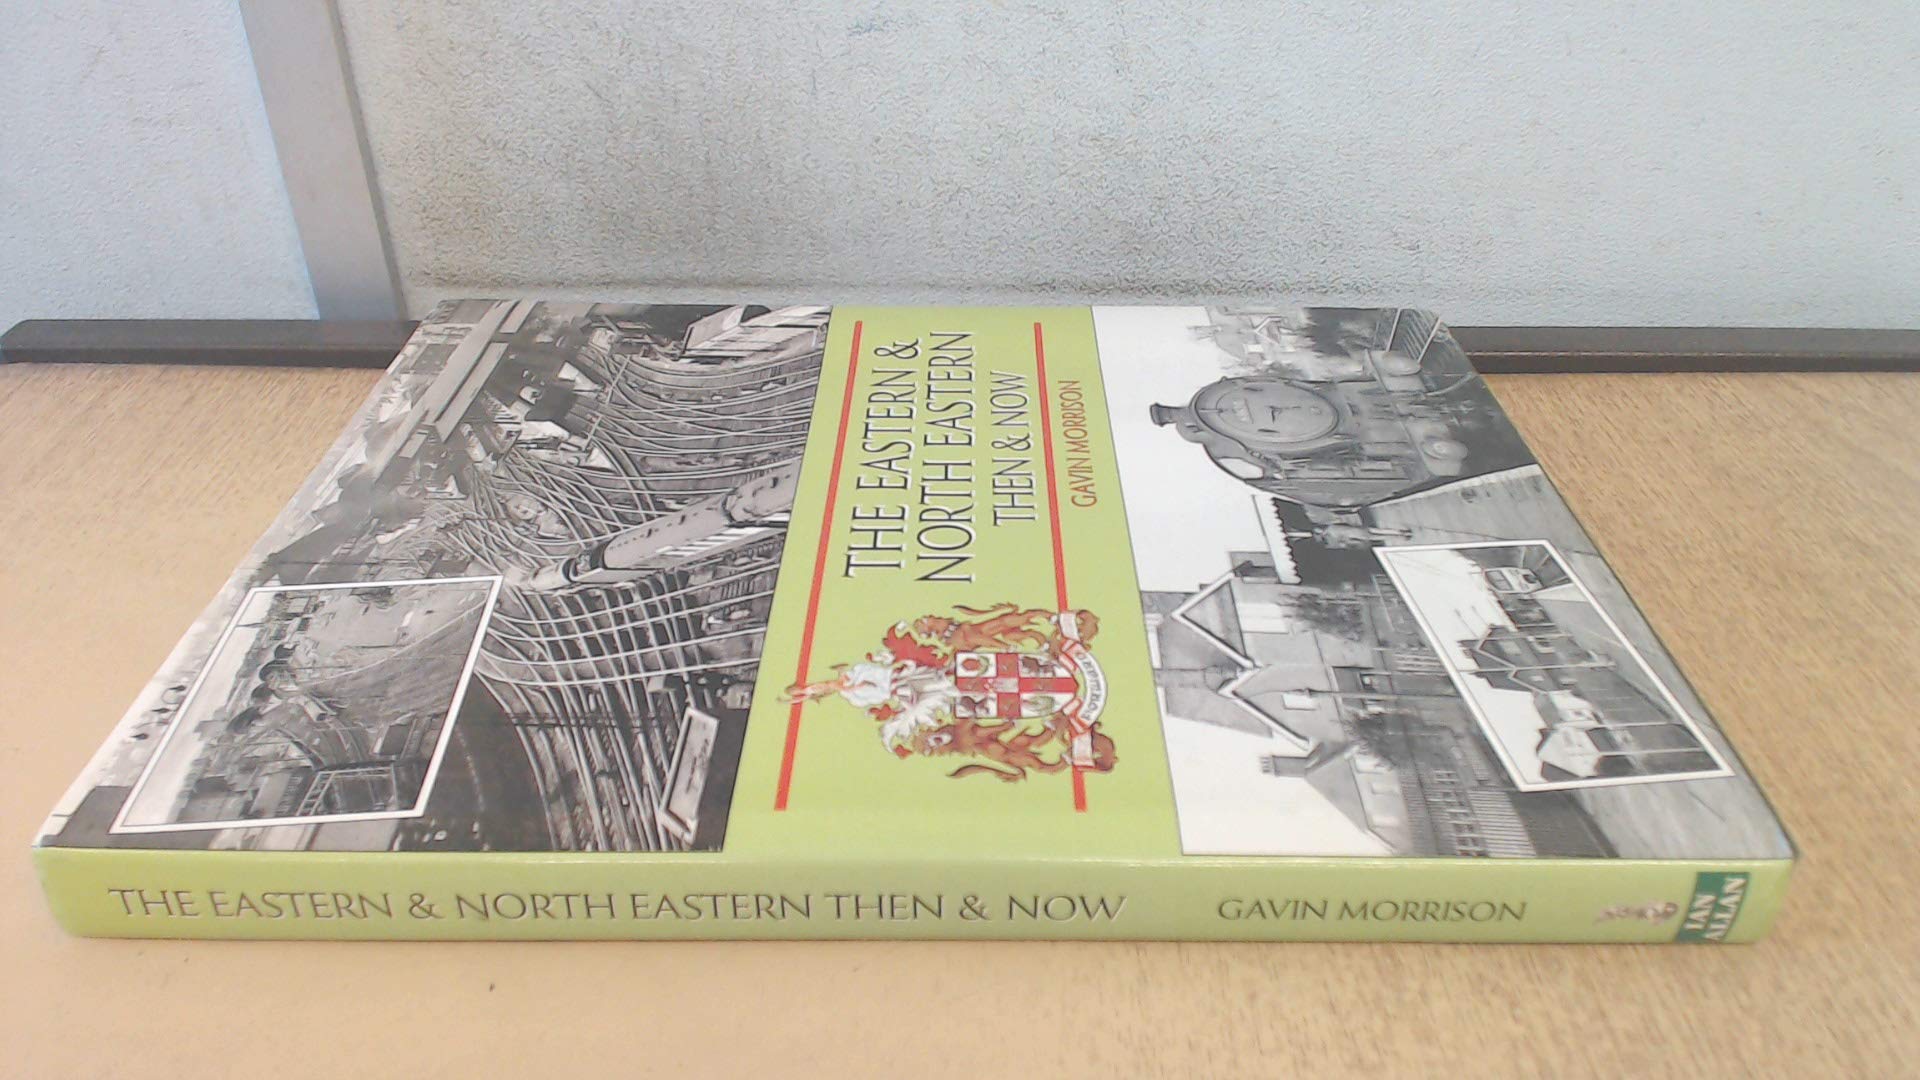 THE EASTERN &
NORTH EASTERN
THEN & NOW
GAVIN MORRISON
THE EASTERN & NORTH EASTERN THEN & NOW
GAVIN MORRISON
IAN
ALLAN